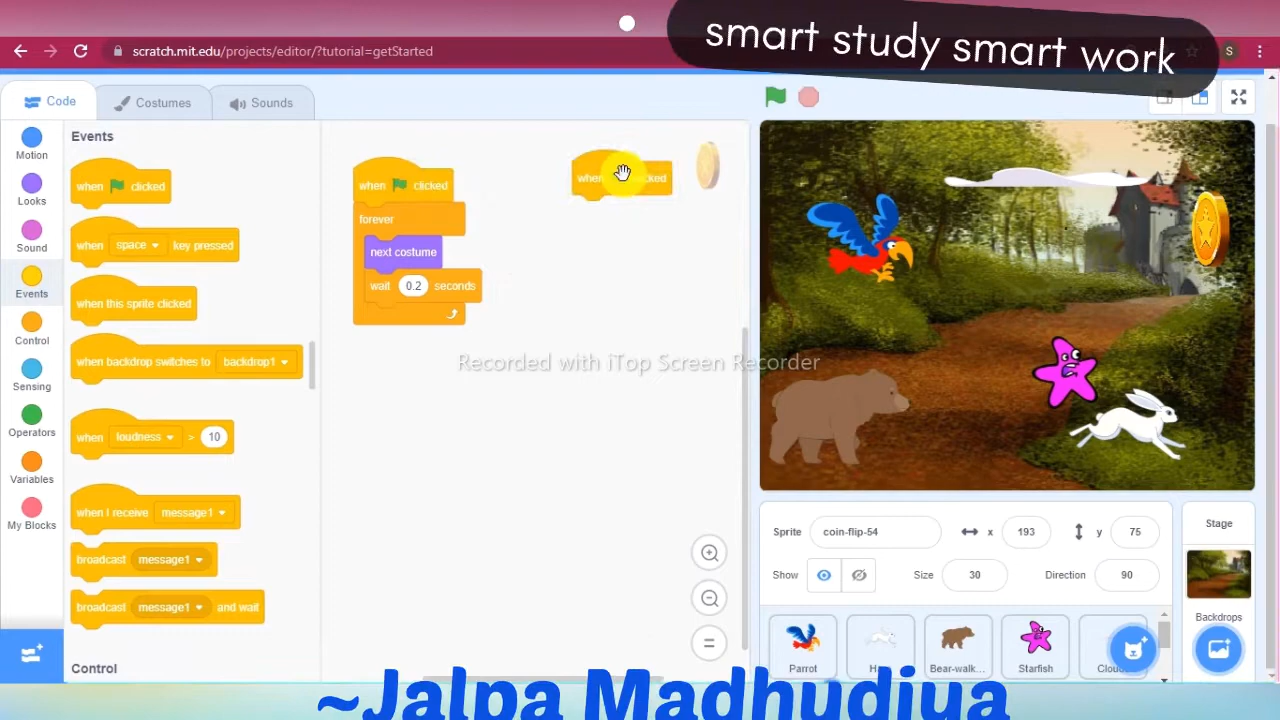 smart study smart work
scratch.mit.edu/projects/editor/?tutorial=getStarted
S
Code
Costumes
Sounds
Motion
Looks
Sound
Events
Control
Sensing
Operators
Variables
My Blocks
Events
when clicked
when space key pressed
when this sprite clicked
when backdrop switches to backdrop1
when loudness > 10
when I receive message1
broadcast message1
broadcast message1 and wait
Control
when clicked
forever
next costume
wait 0.2 seconds
when
Recorded with iTop Screen Recorder
Sprite coin-flip-54 x 193 y 75
Show Size 30 Direction 90
Stage
Backdrops
Parrot
Bear-walk...
Starfish
~Jalpa Madhudiya